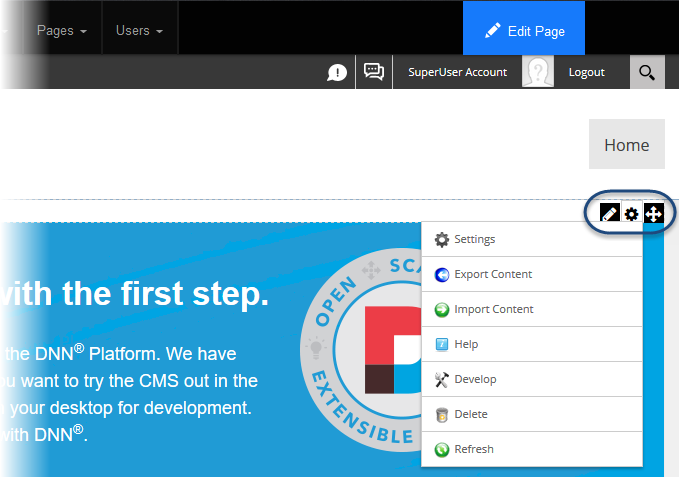 Pages
Users
Edit Page
SuperUser Account
Logout
Home
Settings
Export Content
Import Content
Help
Develop
Delete
Refresh
with the first step.
the DNN® Platform. We have
you want to try the CMS out in the
your desktop for development.
with DNN®.
OPEN
EXTENSIBLE